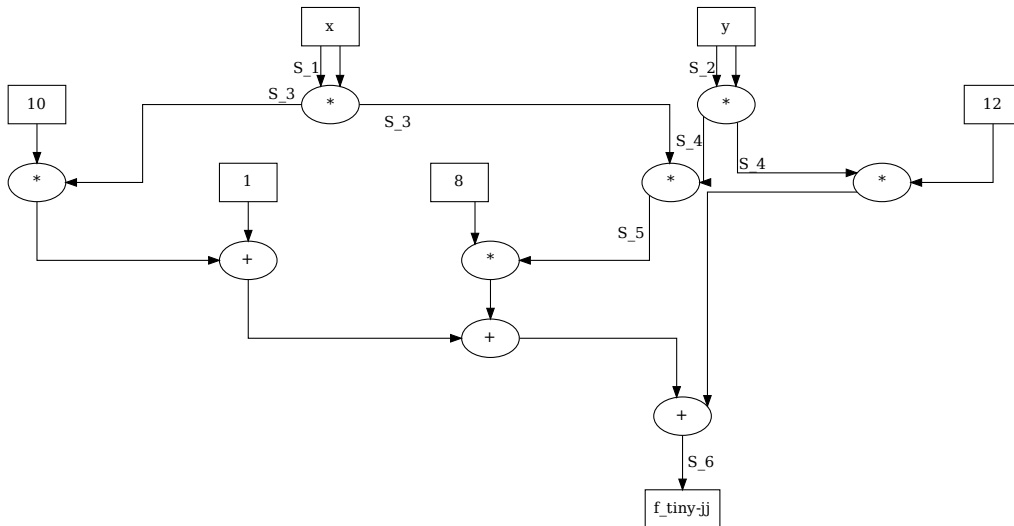 x
y
S_1
S_2
10
S_3
*
S_3
*
12
*
1
8
S_4
*
S_4
*
+
*
S_5
+
+
S_6
f_tiny-jj